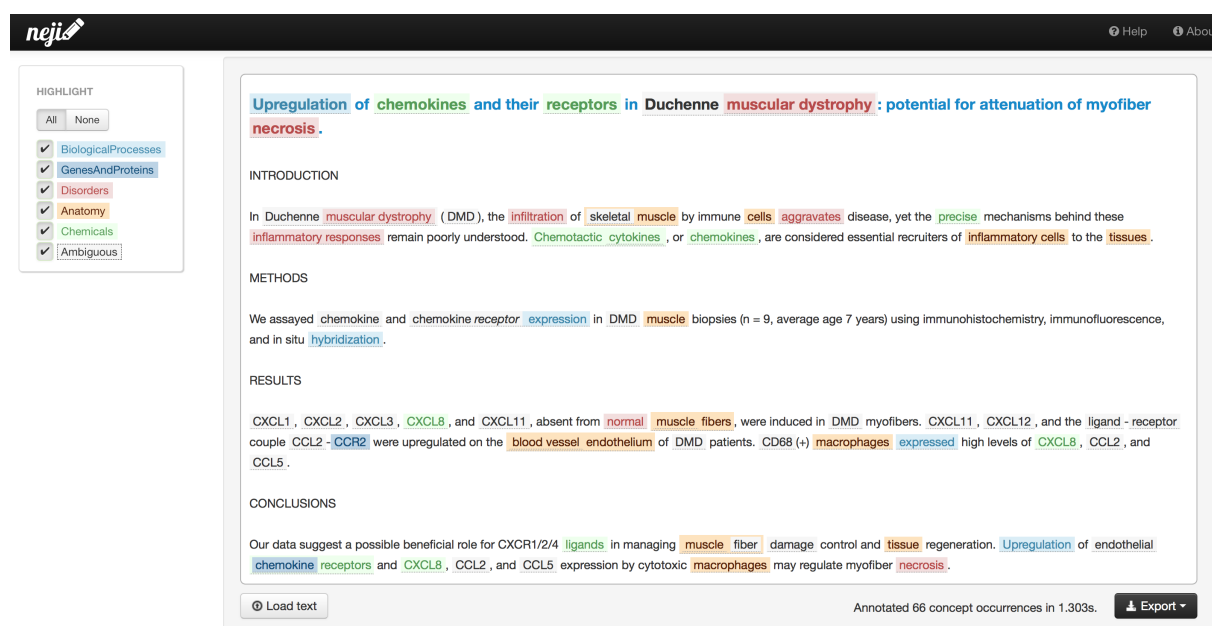 neji
Help
Abou
HIGHLIGHT
All None
BiologicalProcesses
GenesAndProteins
Disorders
Anatomy
Chemicals
Ambiguous
Upregulation of chemokines and their receptors in Duchenne muscular dystrophy : potential for attenuation of myofiber
necrosis .
INTRODUCTION
In Duchenne muscular dystrophy ( DMD ), the infiltration of skeletal muscle by immune cells aggravates disease, yet the precise mechanisms behind these
inflammatory responses remain poorly understood. Chemotactic cytokines , or chemokines , are considered essential recruiters of inflammatory cells to the tissues .
METHODS
We assayed chemokine and chemokine receptor expression in DMD muscle biopsies (n = 9, average age 7 years) using immunohistochemistry, immunofluorescence,
and in situ hybridization .
RESULTS
CXCL1 , CXCL2 , CXCL3 , CXCL8 , and CXCL11 , absent from normal muscle fibers , were induced in DMD myofibers. CXCL11 , CXCL12 , and the ligand - receptor
couple CCL2 - CCR2 were upregulated on the blood vessel endothelium of DMD patients. CD68 (+) macrophages expressed high levels of CXCL8 , CCL2 , and
CCL5 .
CONCLUSIONS
Our data suggest a possible beneficial role for CXCR1/2/4 ligands in managing muscle fiber damage control and tissue regeneration. Upregulation of endothelial
chemokine receptors and CXCL8 , CCL2 , and CCL5 expression by cytotoxic macrophages may regulate myofiber necrosis .
Load text
Annotated 66 concept occurrences in 1.303s.
Export